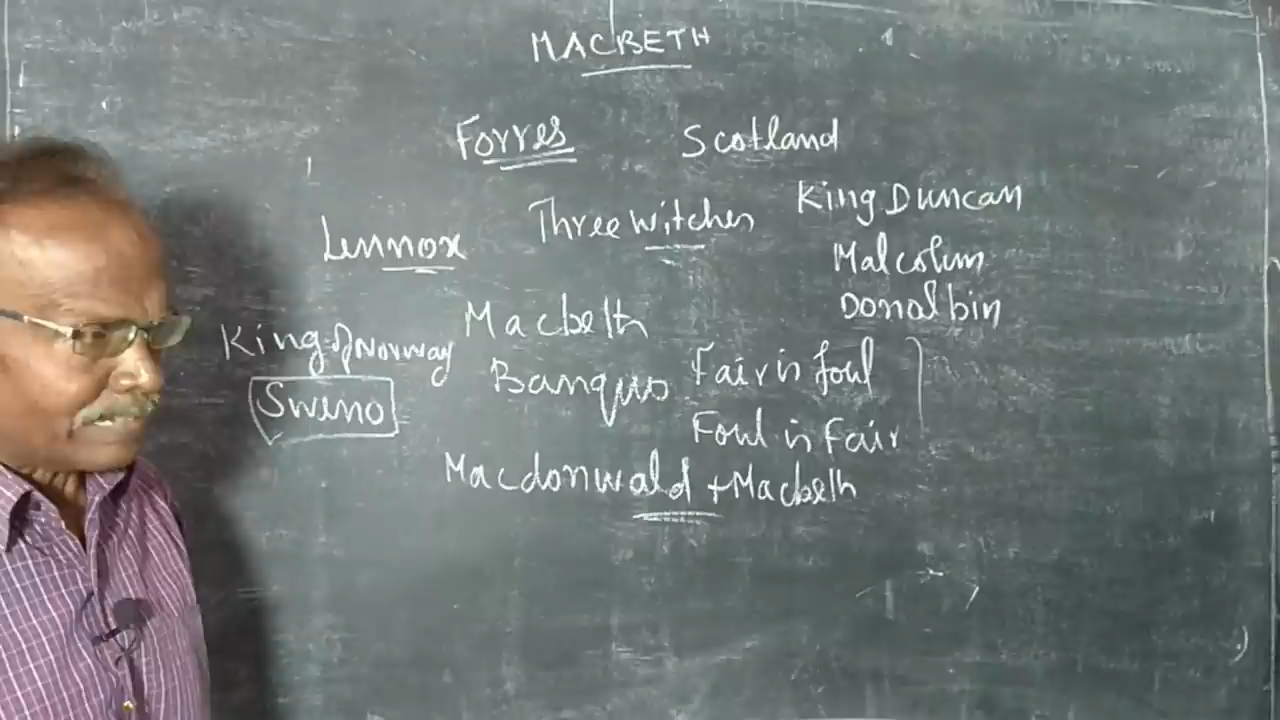 MACBETH
Forres Scotland
Lennox Three Witches King Duncan
Malcolum
Donalbin
King of Norway Macbeth
Sweno Banquo Fair is foul
Foul is Fair
Macdonwald + Macbeth